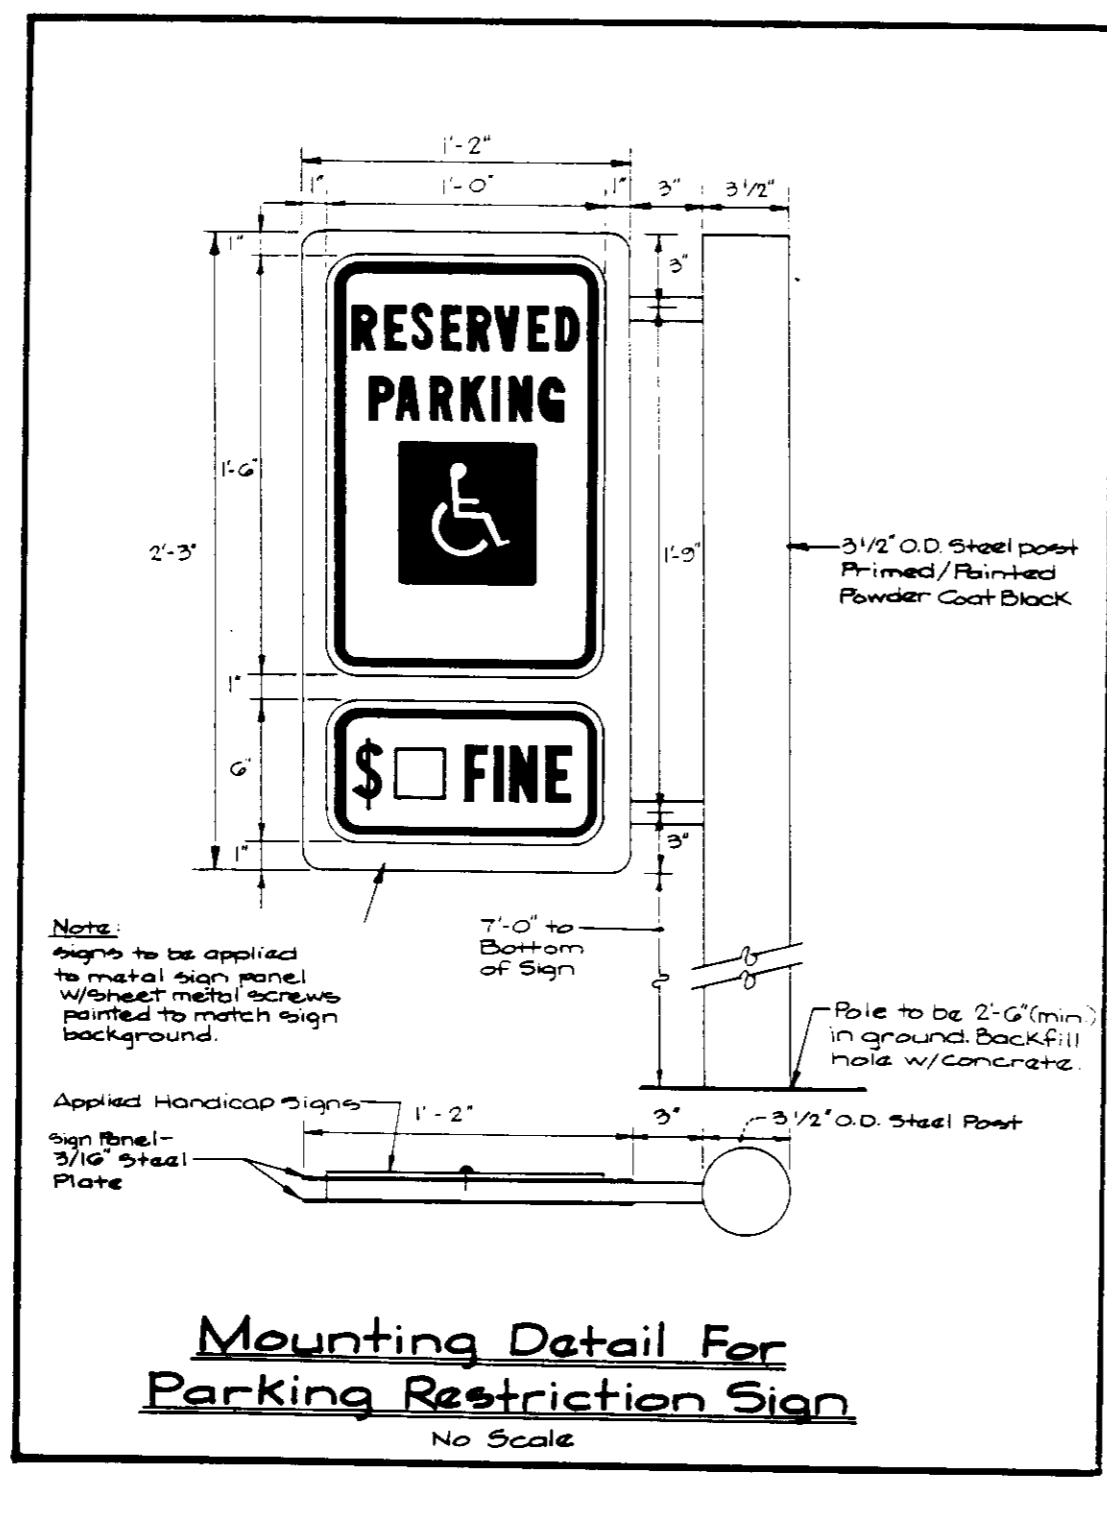 1'-2"
1" 1'-0" 1" 3" 3 1/2"
1"
3"
RESERVED
PARKING
1'-6"
2'-3"
1'-9"
3 1/2" O.D. Steel post
Primed/Painted
Powder Coat Black
1"
6"
$ FINE
1"
3"
Note:
Signs to be applied
to metal sign panel
w/sheet metal screws
painted to match sign
background.
7'-0" to
Bottom
of Sign
Pole to be 2'-6" (min.)
in ground. Backfill
hole w/concrete.
Applied Handicap Signs
1'-2" 3" 3 1/2" O.D. Steel Post
Sign Panel-
3/16" Steel
Plate
Mounting Detail For
Parking Restriction Sign
No Scale